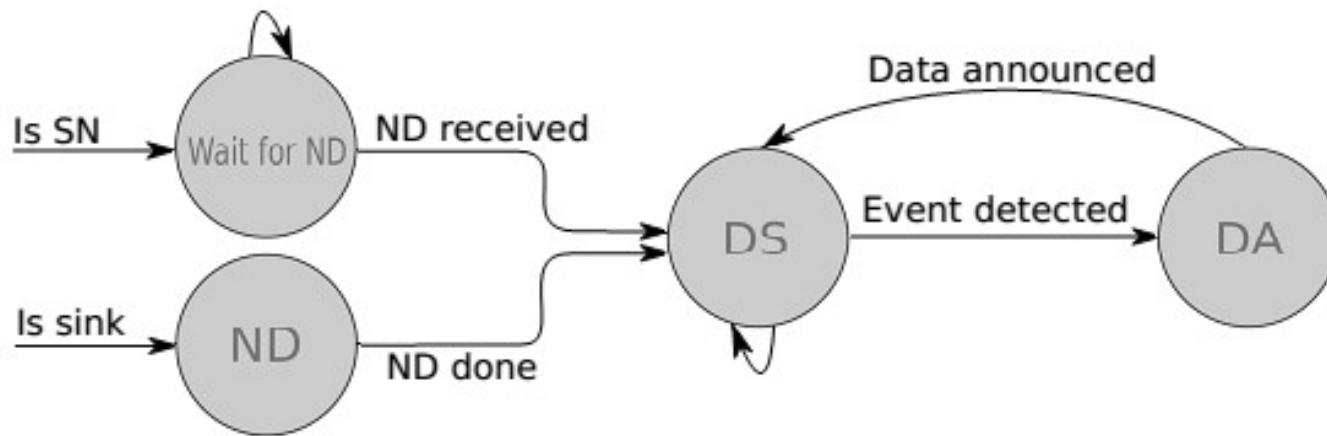 Is SN
Wait for ND
ND received
Is sink
ND
ND done
DS
Data announced
Event detected
DA